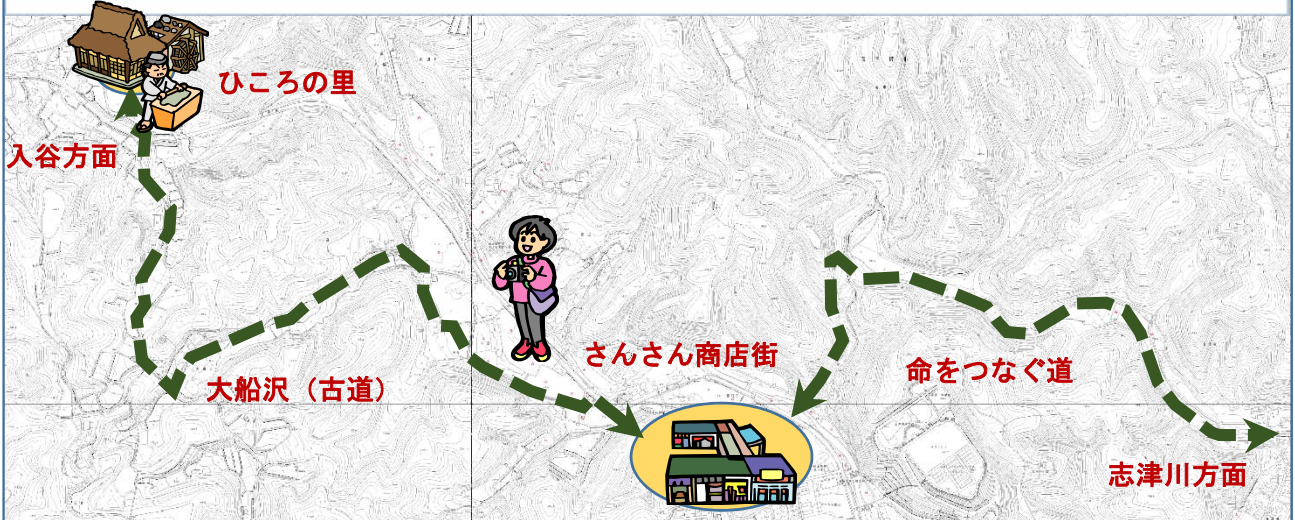 ひころの里
入谷方面
さんさん商店街
命をつなぐ道
大船沢（古道）
志津川方面